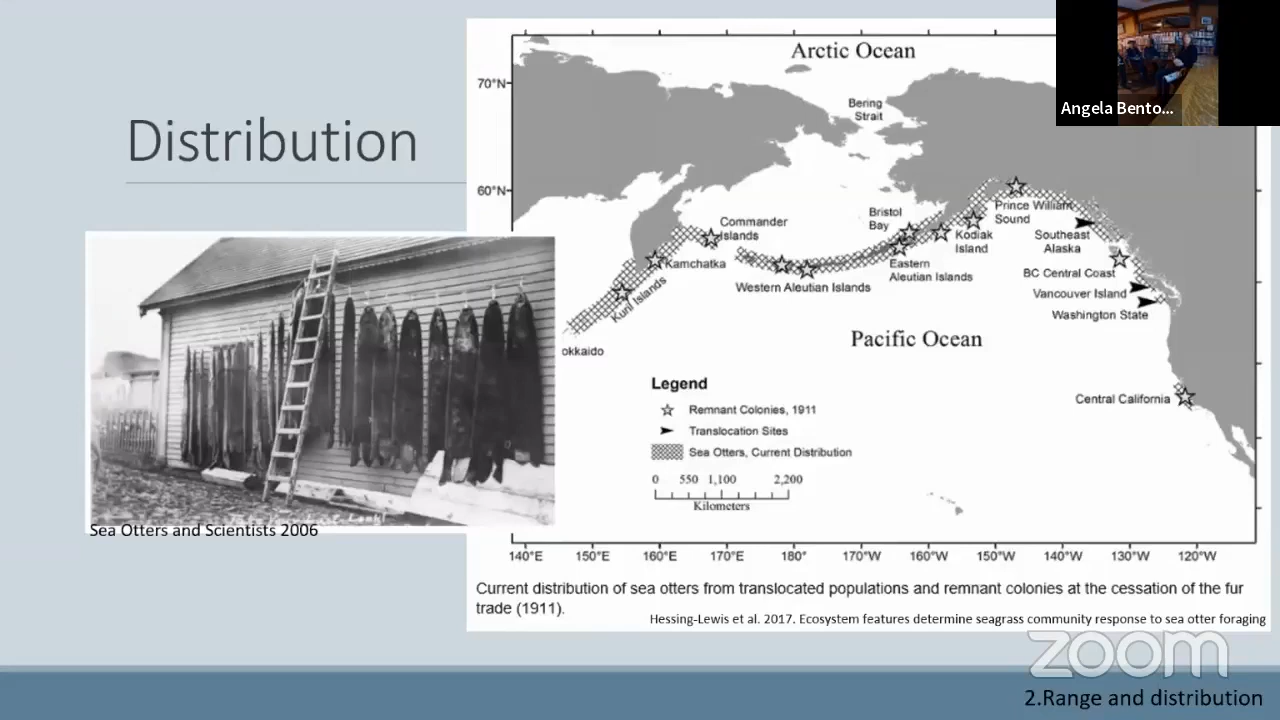 Distribution
Sea Otters and Scientists 2006
Arctic Ocean
70°N
60°N
Bering
Strait
Bristol
Bay
Commander
Islands
Kamchatka
Kuril Islands
okkaido
Western Aleutian Islands
Eastern
Aleutian Islands
Kodiak
Island
Prince William
Sound
Southeast
Alaska
BC Central Coast
Vancouver Island
Washington State
Central California
Pacific Ocean
Legend
Remnant Colonies, 1911
Translocation Sites
Sea Otters, Current Distribution
0 550 1,100 2,200
Kilometers
140°E 150°E 160°E 170°E 180° 170°W 160°W 150°W 140°W 130°W 120°W
Current distribution of sea otters from translocated populations and remnant colonies at the cessation of the fur
trade (1911).
Hessing-Lewis et al. 2017. Ecosystem features determine seagrass community response to sea otter foraging
Angela Bento...
zoom
2.Range and distribution